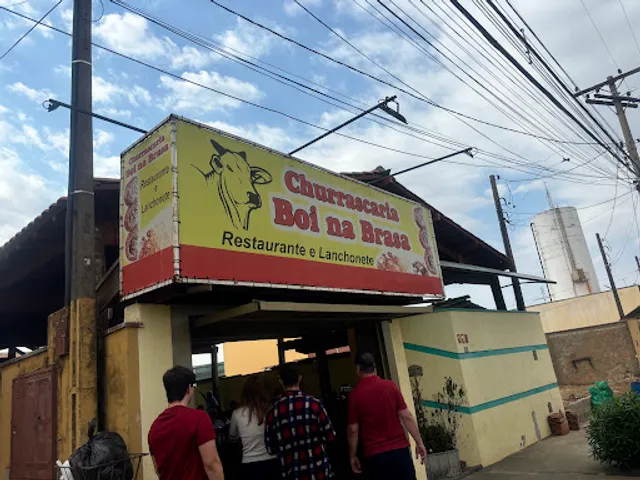 Churrascaria
Boi na Brasa
Restaurante
e
Lanchonete
Churrascaria
Boi na Brasa
Restaurante e Lanchonete